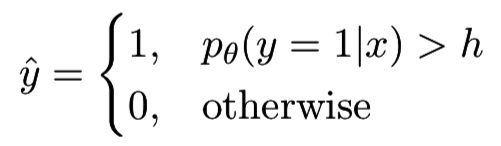 ŷ = { 1, p_θ(y = 1|x) > h
0, otherwise